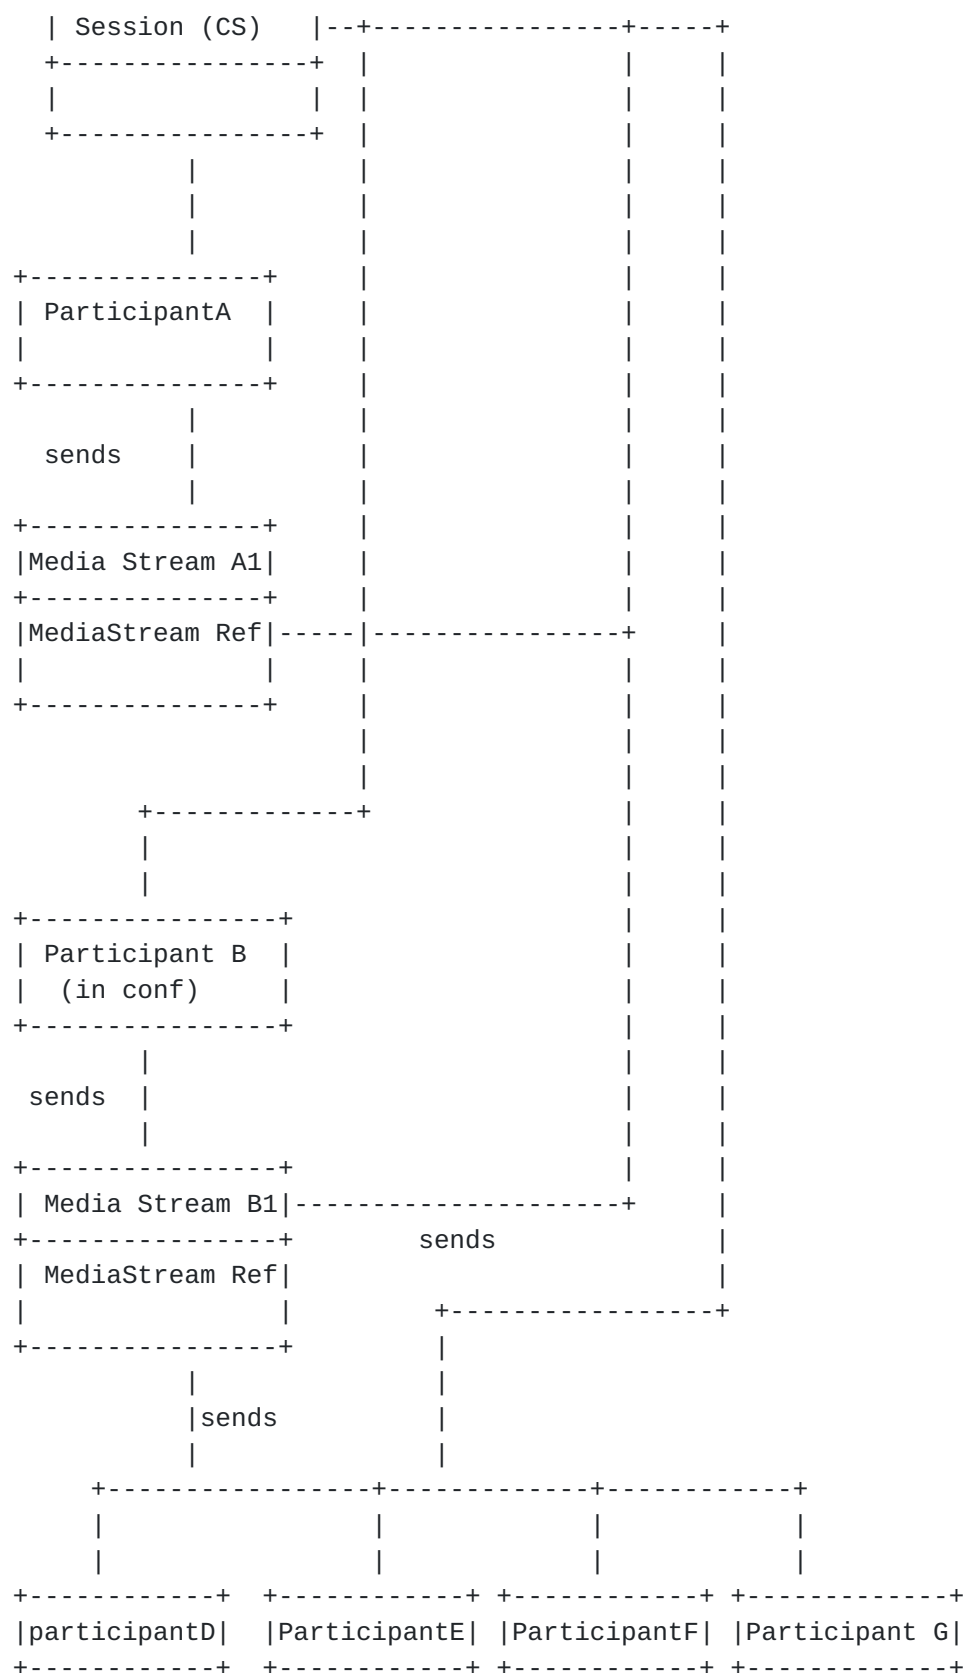 Session (CS)
ParticipantA
sends
Media Stream A1
MediaStream Ref
Participant B
(in conf)
sends
Media Stream B1
sends
MediaStream Ref
sends
participantD ParticipantE ParticipantF Participant G